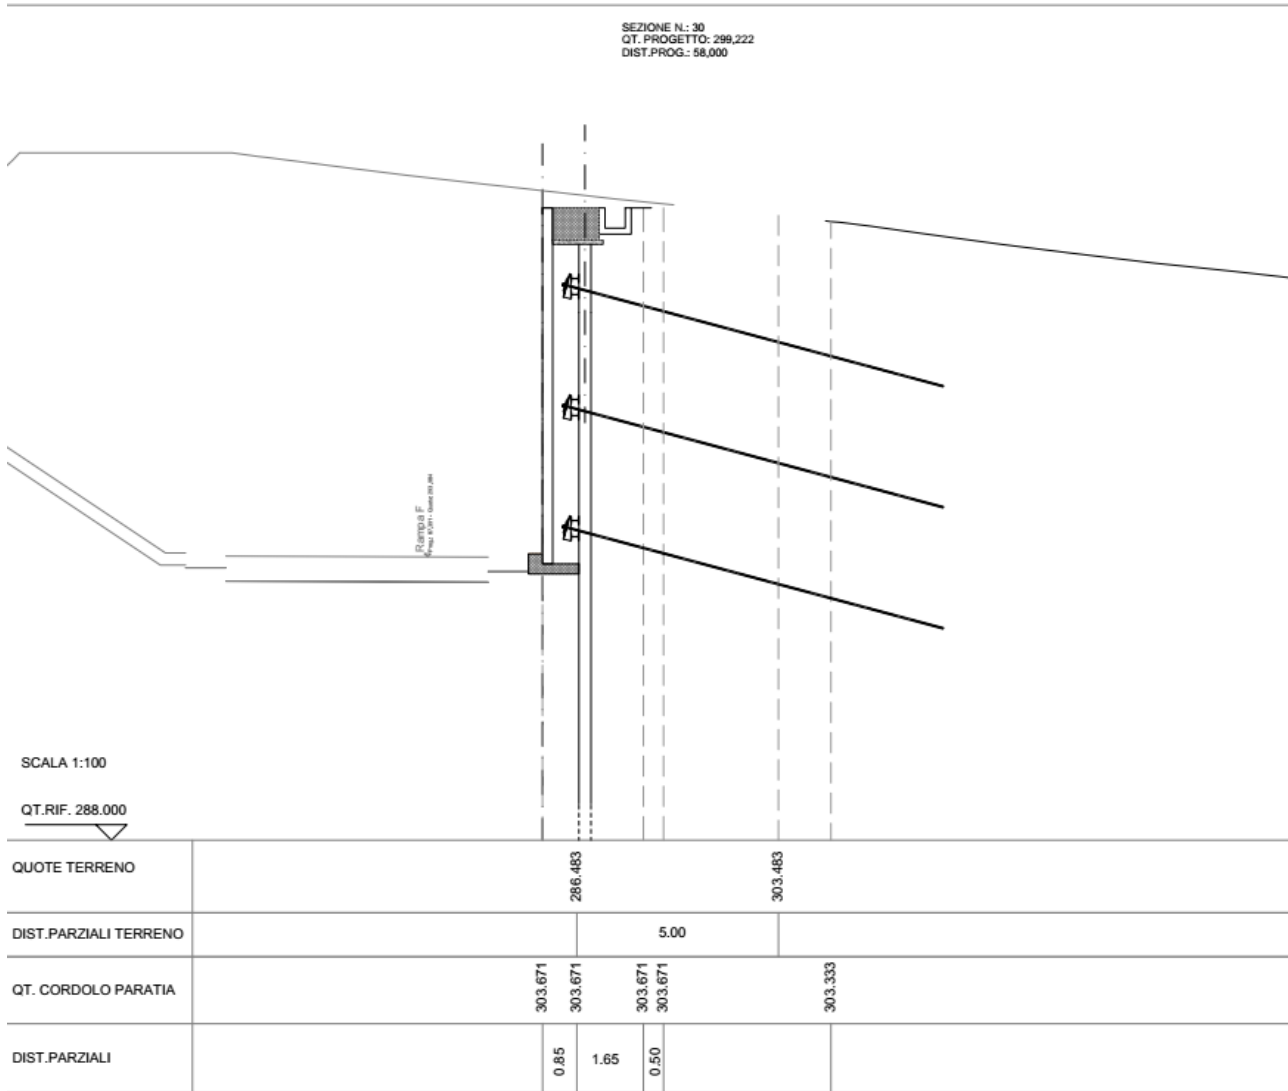 SEZIONE N.: 30
QT. PROGETTO: 299,222
DIST.PROG.: 58,000
Rampa F
SCALA 1:100
QT.RIF. 288.000
QUOTE TERRENO 286.483 303.483
DIST.PARZIALI TERRENO 5.00
QT. CORDOLO PARATIA 303.671 303.671 303.671 303.671 303.333
DIST.PARZIALI 0.85 1.65 0.50